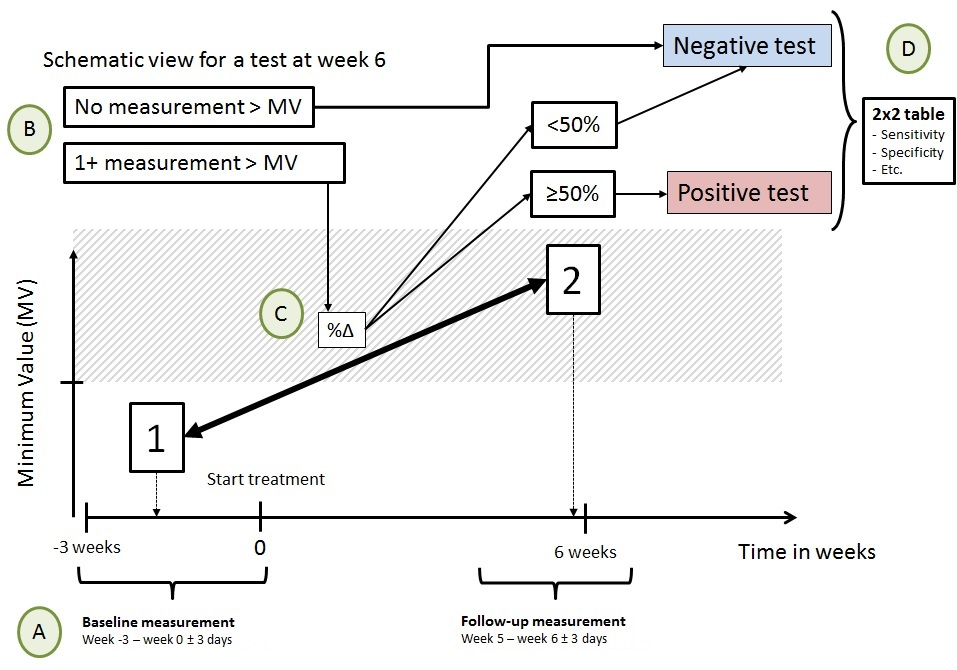 Schematic view for a test at week 6
B
No measurement > MV
1+ measurement > MV
<50%
≥50%
Negative test
Positive test
D
2x2 table
- Sensitivity
- Specificity
- Etc.
Minimum Value (MV)
C
%Δ
1
2
Start treatment
-3 weeks
0
6 weeks
Time in weeks
A
Baseline measurement
Week -3 – week 0 ± 3 days
Follow-up measurement
Week 5 – week 6 ± 3 days